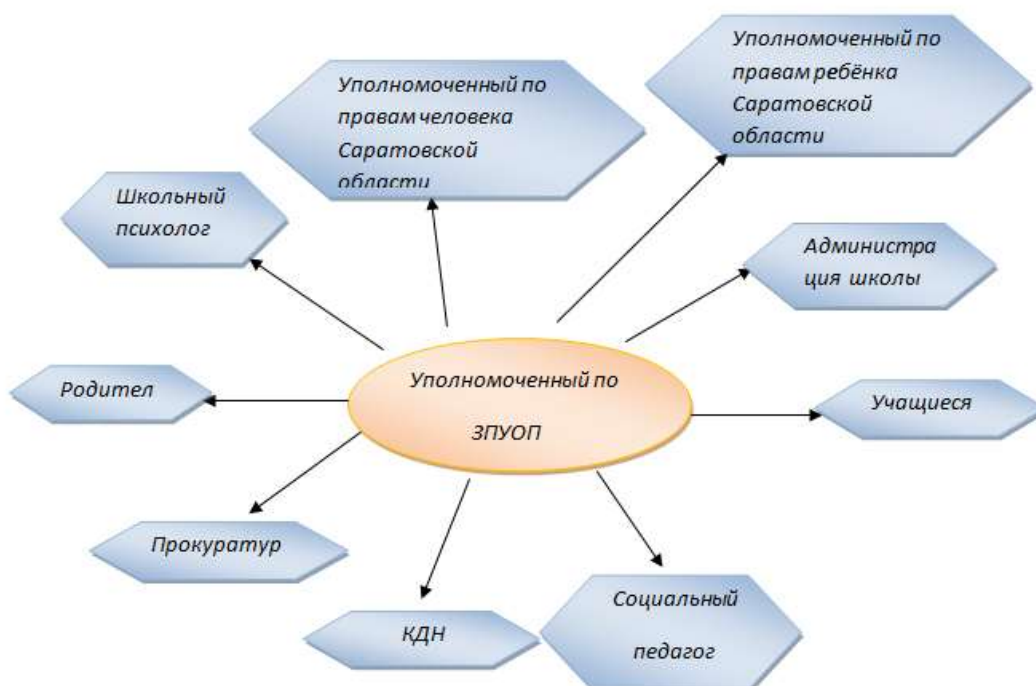 Уполномоченный по
правам человека
Саратовской
области
Уполномоченный по
правам ребёнка
Саратовской
области
Школьный
психолог
Администра
ция школы
Родител
Уполномоченный по
ЗПУОП
Учащиеся
Прокуратур
КДН
Социальный
педагог